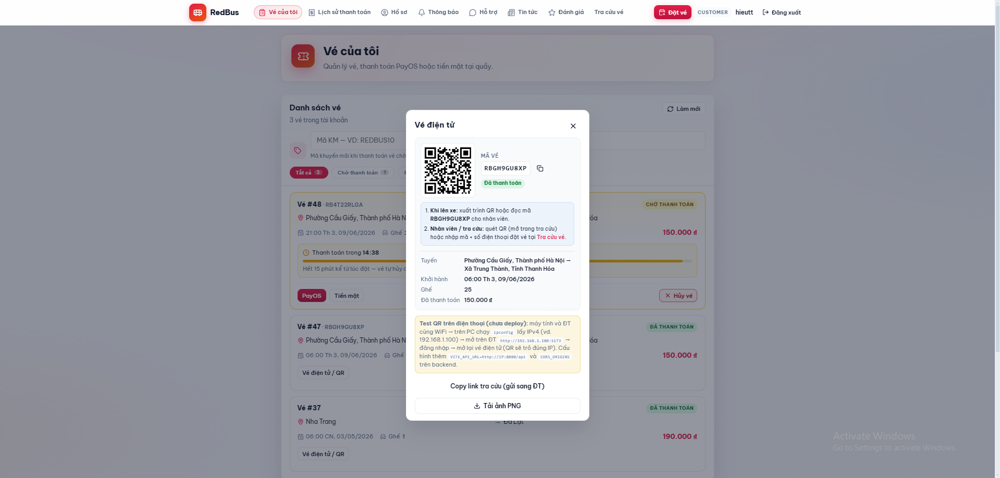 RedBus
Vé của tôi
Lịch sử thanh toán
Hồ sơ
Thông báo
Hỗ trợ
Tin tức
Đánh giá
Tra cứu vé
Đặt vé
CUSTOMER
hieutt
Đăng xuất
Vé của tôi
Quản lý vé, thanh toán PayOS hoặc tiền mặt tại quầy.
Danh sách vé
3 vé trong tài khoản
Làm mới
Mã KM — VD: REDBUS10
Mã khuyến mãi khi thanh toán vé chờ
Tất cả 3
Chờ thanh toán 1
Vé #48 · RB4T22RLGA
CHỜ THANH TOÁN
Phường Cầu Giấy, Thành phố Hà N
óa
21:00 Th 3, 09/06/2026
Ghế
150.000 ₫
Thanh toán trong 14:38
Hết 15 phút kể từ lúc đặt — vé tự hủy
PayOS
Tiền mặt
Hủy vé
Vé #47 · RBGH9GU8XP
ĐÃ THANH TOÁN
Phường Cầu Giấy, Thành phố Hà N
óa
06:00 Th 3, 09/06/2026
Ghế
150.000 ₫
Vé điện tử / QR
Vé #37
ĐÃ THANH TOÁN
Nha Trang
→ Đà Lạt
06:00 CN, 03/05/2026
Ghế 1
190.000 ₫
Vé điện tử / QR
Vé điện tử
MÃ VÉ
RBGH9GU8XP
Đã thanh toán
1. Khi lên xe: xuất trình QR hoặc đọc mã
RBGH9GU8XP cho nhân viên.
2. Nhân viên / tra cứu: quét QR (mở trang tra cứu)
hoặc nhập mã + số điện thoại đặt vé tại Tra cứu vé.
Tuyến
Phường Cầu Giấy, Thành phố Hà Nội →
Xã Trung Thành, Tỉnh Thanh Hóa
Khởi hành
06:00 Th 3, 09/06/2026
Ghế
25
Đã thanh toán
150.000 ₫
Test QR trên điện thoại (chưa deploy): máy tính và ĐT
cùng WiFi → trên PC chạy ipconfig lấy IPv4 (vd.
192.168.1.100) → mở trên ĐT http://192.168.1.100:5173 →
đăng nhập → mở lại vé điện tử (QR sẽ trỏ đúng IP). Cấu
hình thêm VITE_API_URL=http://IP:8080/api và CORS_ORIGINS
trên backend.
Copy link tra cứu (gửi sang ĐT)
Tải ảnh PNG
Activate Windows
Go to Settings to activate Windows.